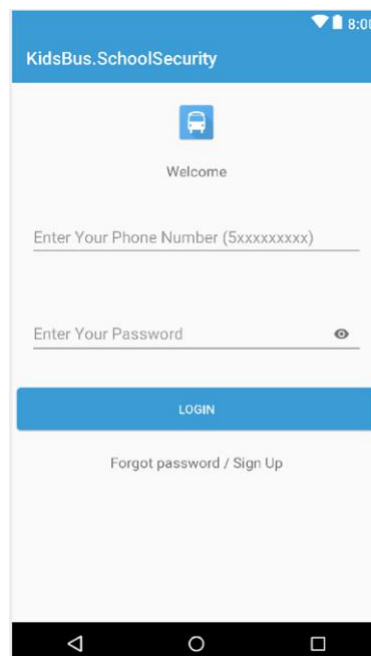 8:00
KidsBus.SchoolSecurity
Welcome
Enter Your Phone Number (5xxxxxxxxx)
Enter Your Password
LOGIN
Forgot password / Sign Up